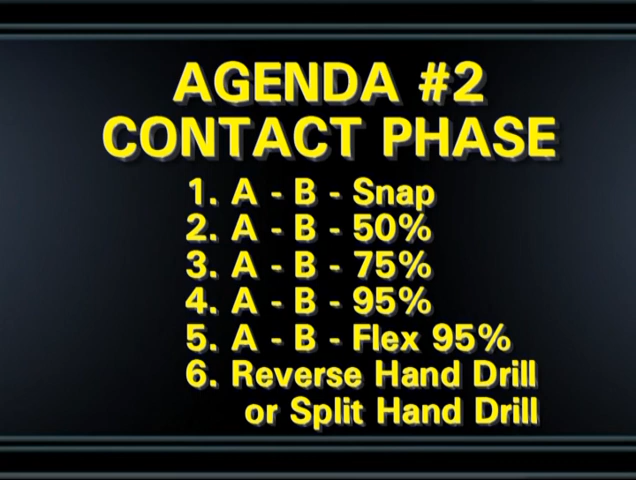 AGENDA #2
CONTACT PHASE
1. A - B - Snap
2. A - B - 50%
3. A - B - 75%
4. A - B - 95%
5. A - B - Flex 95%
6. Reverse Hand Drill
or Split Hand Drill